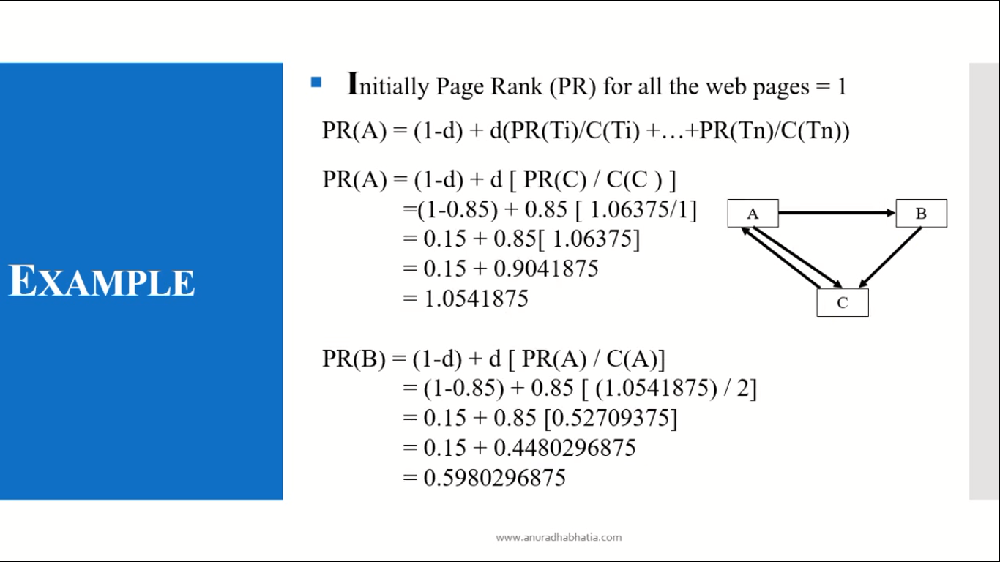 EXAMPLE
Initially Page Rank (PR) for all the web pages = 1
PR(A) = (1-d) + d(PR(Ti)/C(Ti) +…+PR(Tn)/C(Tn))
PR(A) = (1-d) + d [ PR(C) / C(C ) ]
=(1-0.85) + 0.85 [ 1.06375/1]
= 0.15 + 0.85[ 1.06375]
= 0.15 + 0.9041875
= 1.0541875
A
B
C
PR(B) = (1-d) + d [ PR(A) / C(A)]
= (1-0.85) + 0.85 [ (1.0541875) / 2]
= 0.15 + 0.85 [0.52709375]
= 0.15 + 0.4480296875
= 0.5980296875
www.anuradhabhatia.com